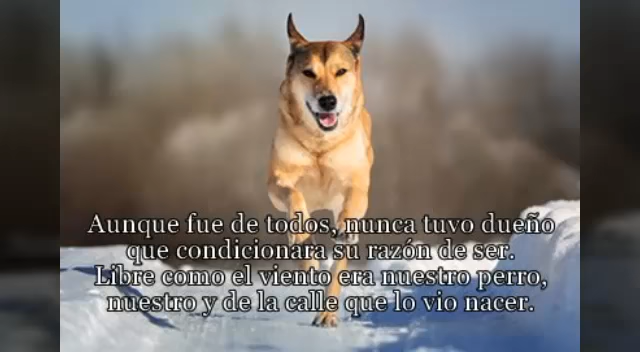 Aunque fue de todos, nunca tuvo dueño
que condicionara su razón de ser.
Libre como el viento era nuestro perro,
nuestro y de la calle que lo vio nacer.